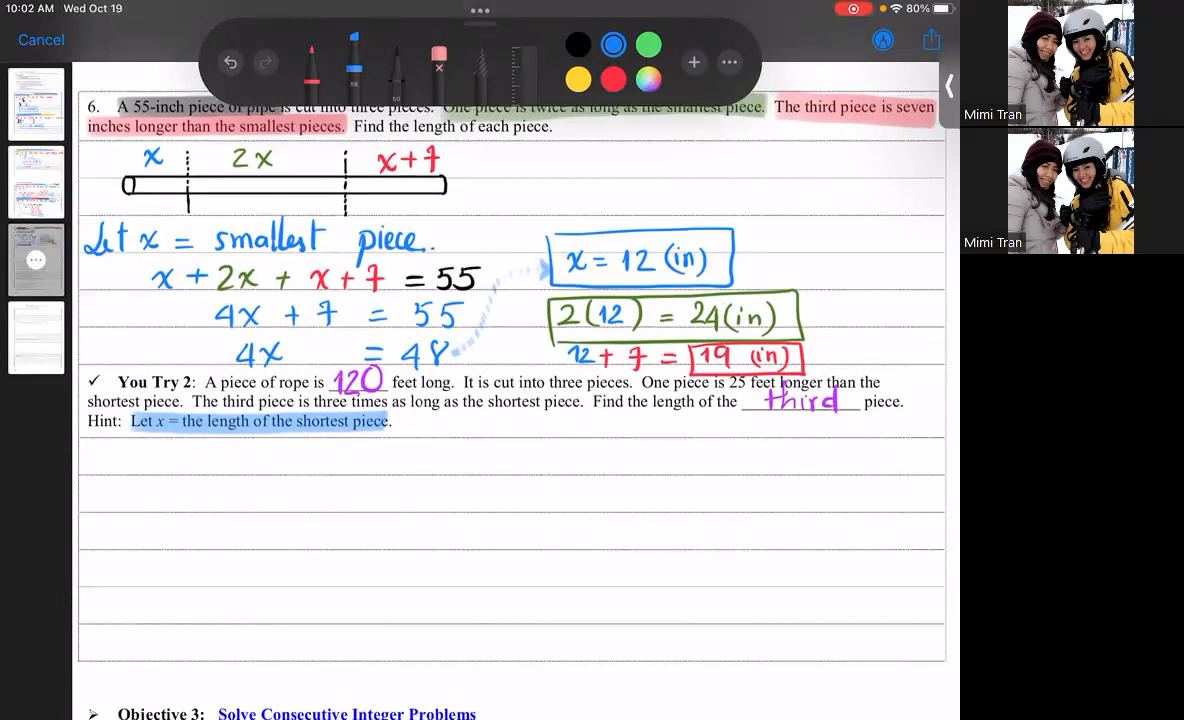 10:02 AM Wed Oct 19
80%
Cancel
Mimi Tran
Mimi Tran
6. A 55-inch piece of pipe is cut into three pieces. One piece is twice as long as the smallest piece. The third piece is seven
inches longer than the smallest pieces. Find the length of each piece.
x 2x x+7
Let x = smallest piece.
x + 2x + x + 7 = 55
4x + 7 = 55
4x = 48
x = 12 (in)
2(12) = 24(in)
12 + 7 = 19 (in)
✓ You Try 2: A piece of rope is 120 feet long. It is cut into three pieces. One piece is 25 feet longer than the
shortest piece. The third piece is three times as long as the shortest piece. Find the length of the third piece.
Hint: Let x = the length of the shortest piece.
➢ Objective 3: Solve Consecutive Integer Problems